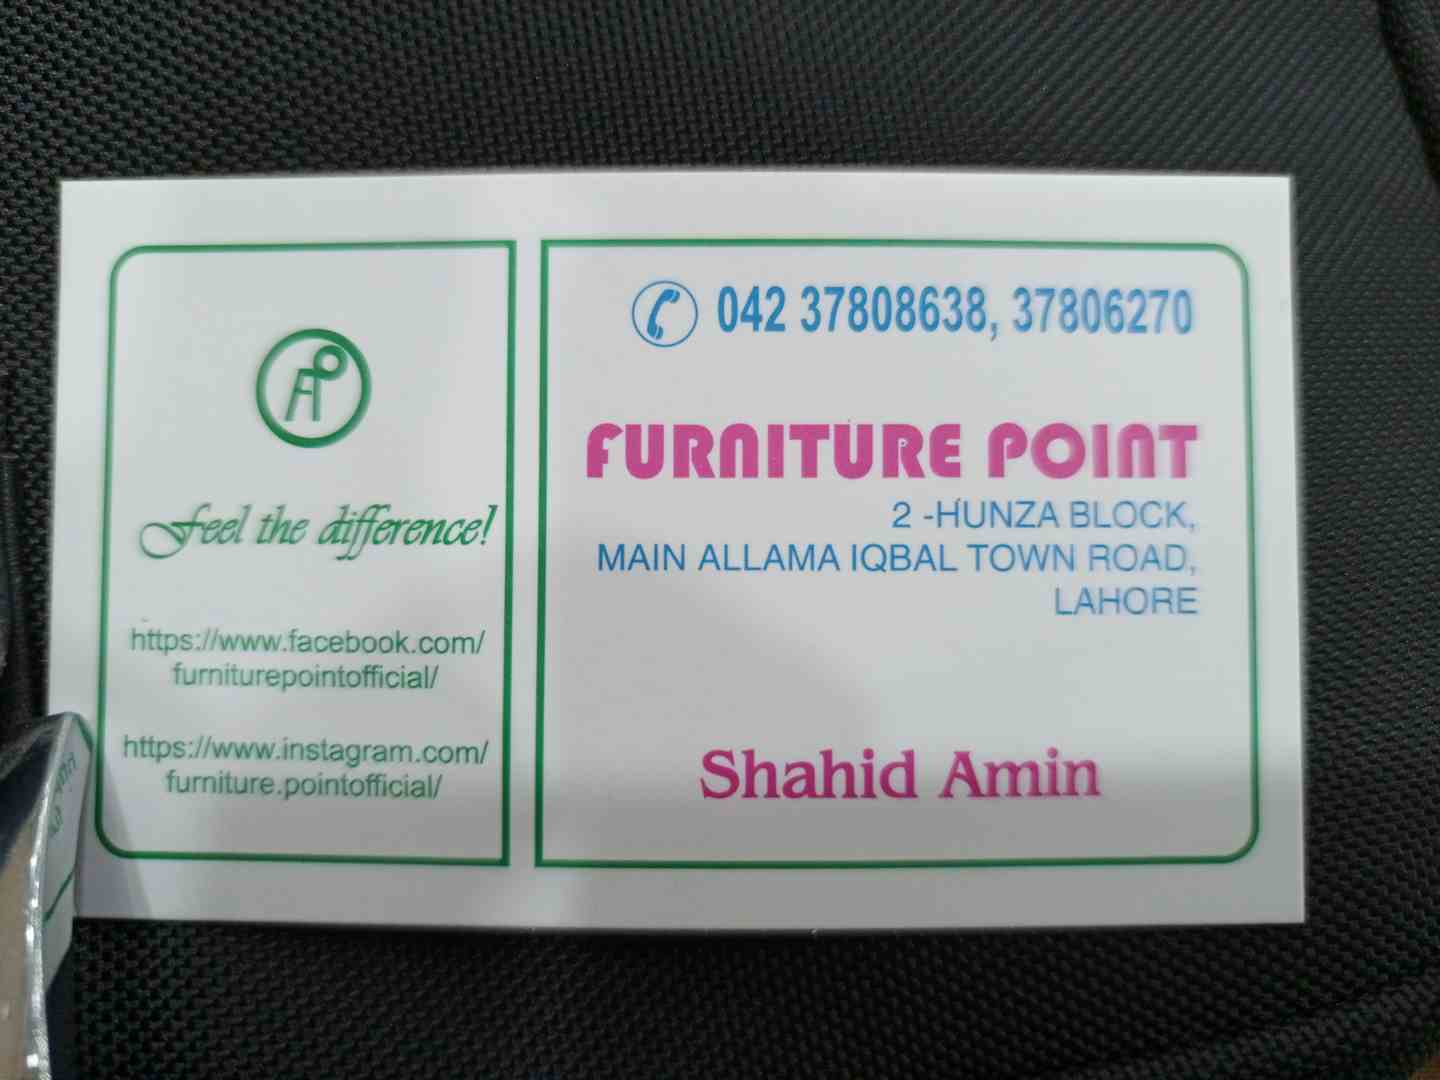 Feel the difference!
https://www.facebook.com/
furniturepointofficial/
https://www.instagram.com/
furniture.pointofficial/
042 37808638, 37806270
FURNITURE POINT
2 -HUNZA BLOCK,
MAIN ALLAMA IQBAL TOWN ROAD,
LAHORE
Shahid Amin